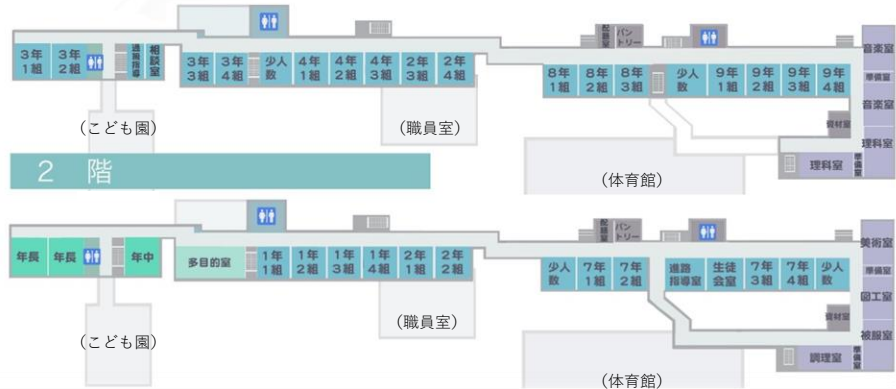 3年
1組
3年
2組
通級指導
相談室
3年
3組
3年
4組
少人
数
4年
1組
4年
2組
4年
3組
2年
3組
2年
4組
配膳室
パン
トリー
8年
1組
8年
2組
8年
3組
少人
数
9年
1組
9年
2組
9年
3組
9年
4組
音楽室
準備室
音楽室
資材室
理科室
理科室
準備室
(こども園)
(職員室)
(体育館)
2 階
年長
年長
年中
多目的室
1年
1組
1年
2組
1年
3組
1年
4組
2年
1組
2年
2組
配膳室
パン
トリー
少人
数
7年
1組
7年
2組
進路
指導室
生徒
会室
7年
3組
7年
4組
少人
数
美術室
準備室
図工室
資材室
被服室
調理室
準備室
(こども園)
(職員室)
(体育館)